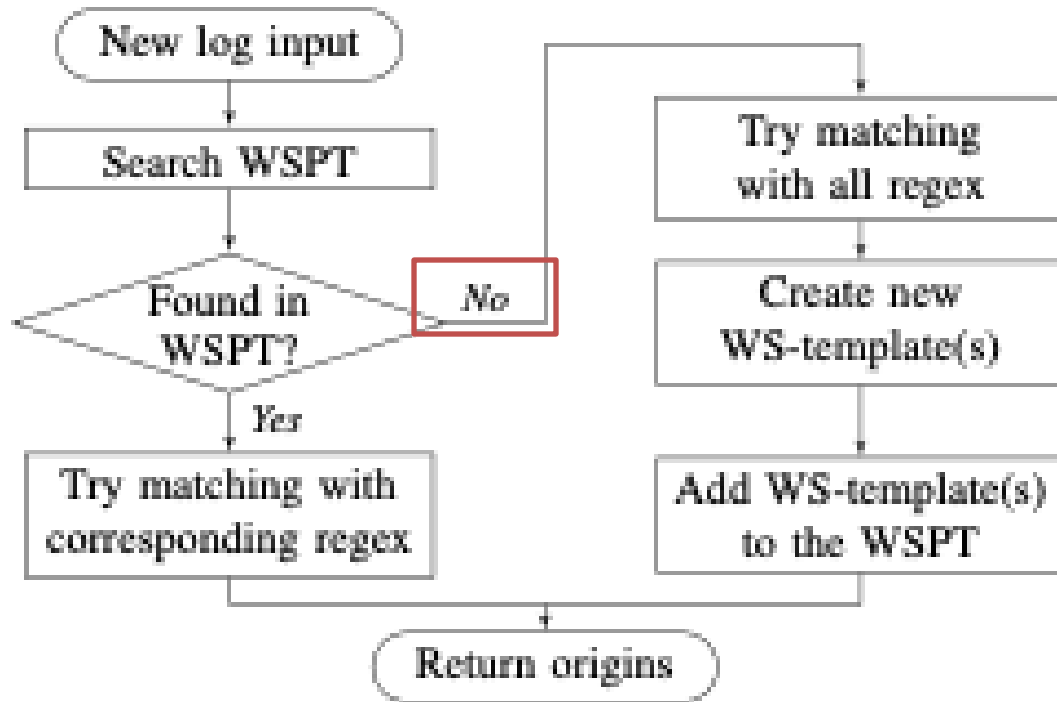 New log input
Search WSPT
Found in
WSPT?
No
Yes
Try matching with
corresponding regex
Try matching
with all regex
Create new
WS-template(s)
Add WS-template(s)
to the WSPT
Return origins